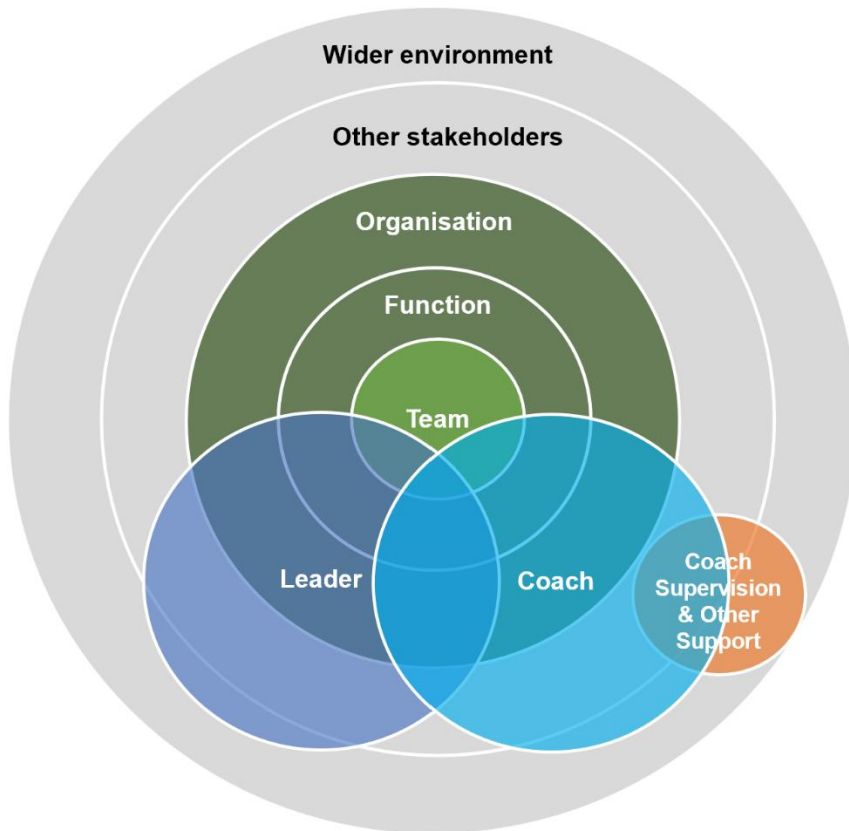 Wider environment
Other stakeholders
Organisation
Function
Team
Leader
Coach
Coach
Supervision
& Other
Support